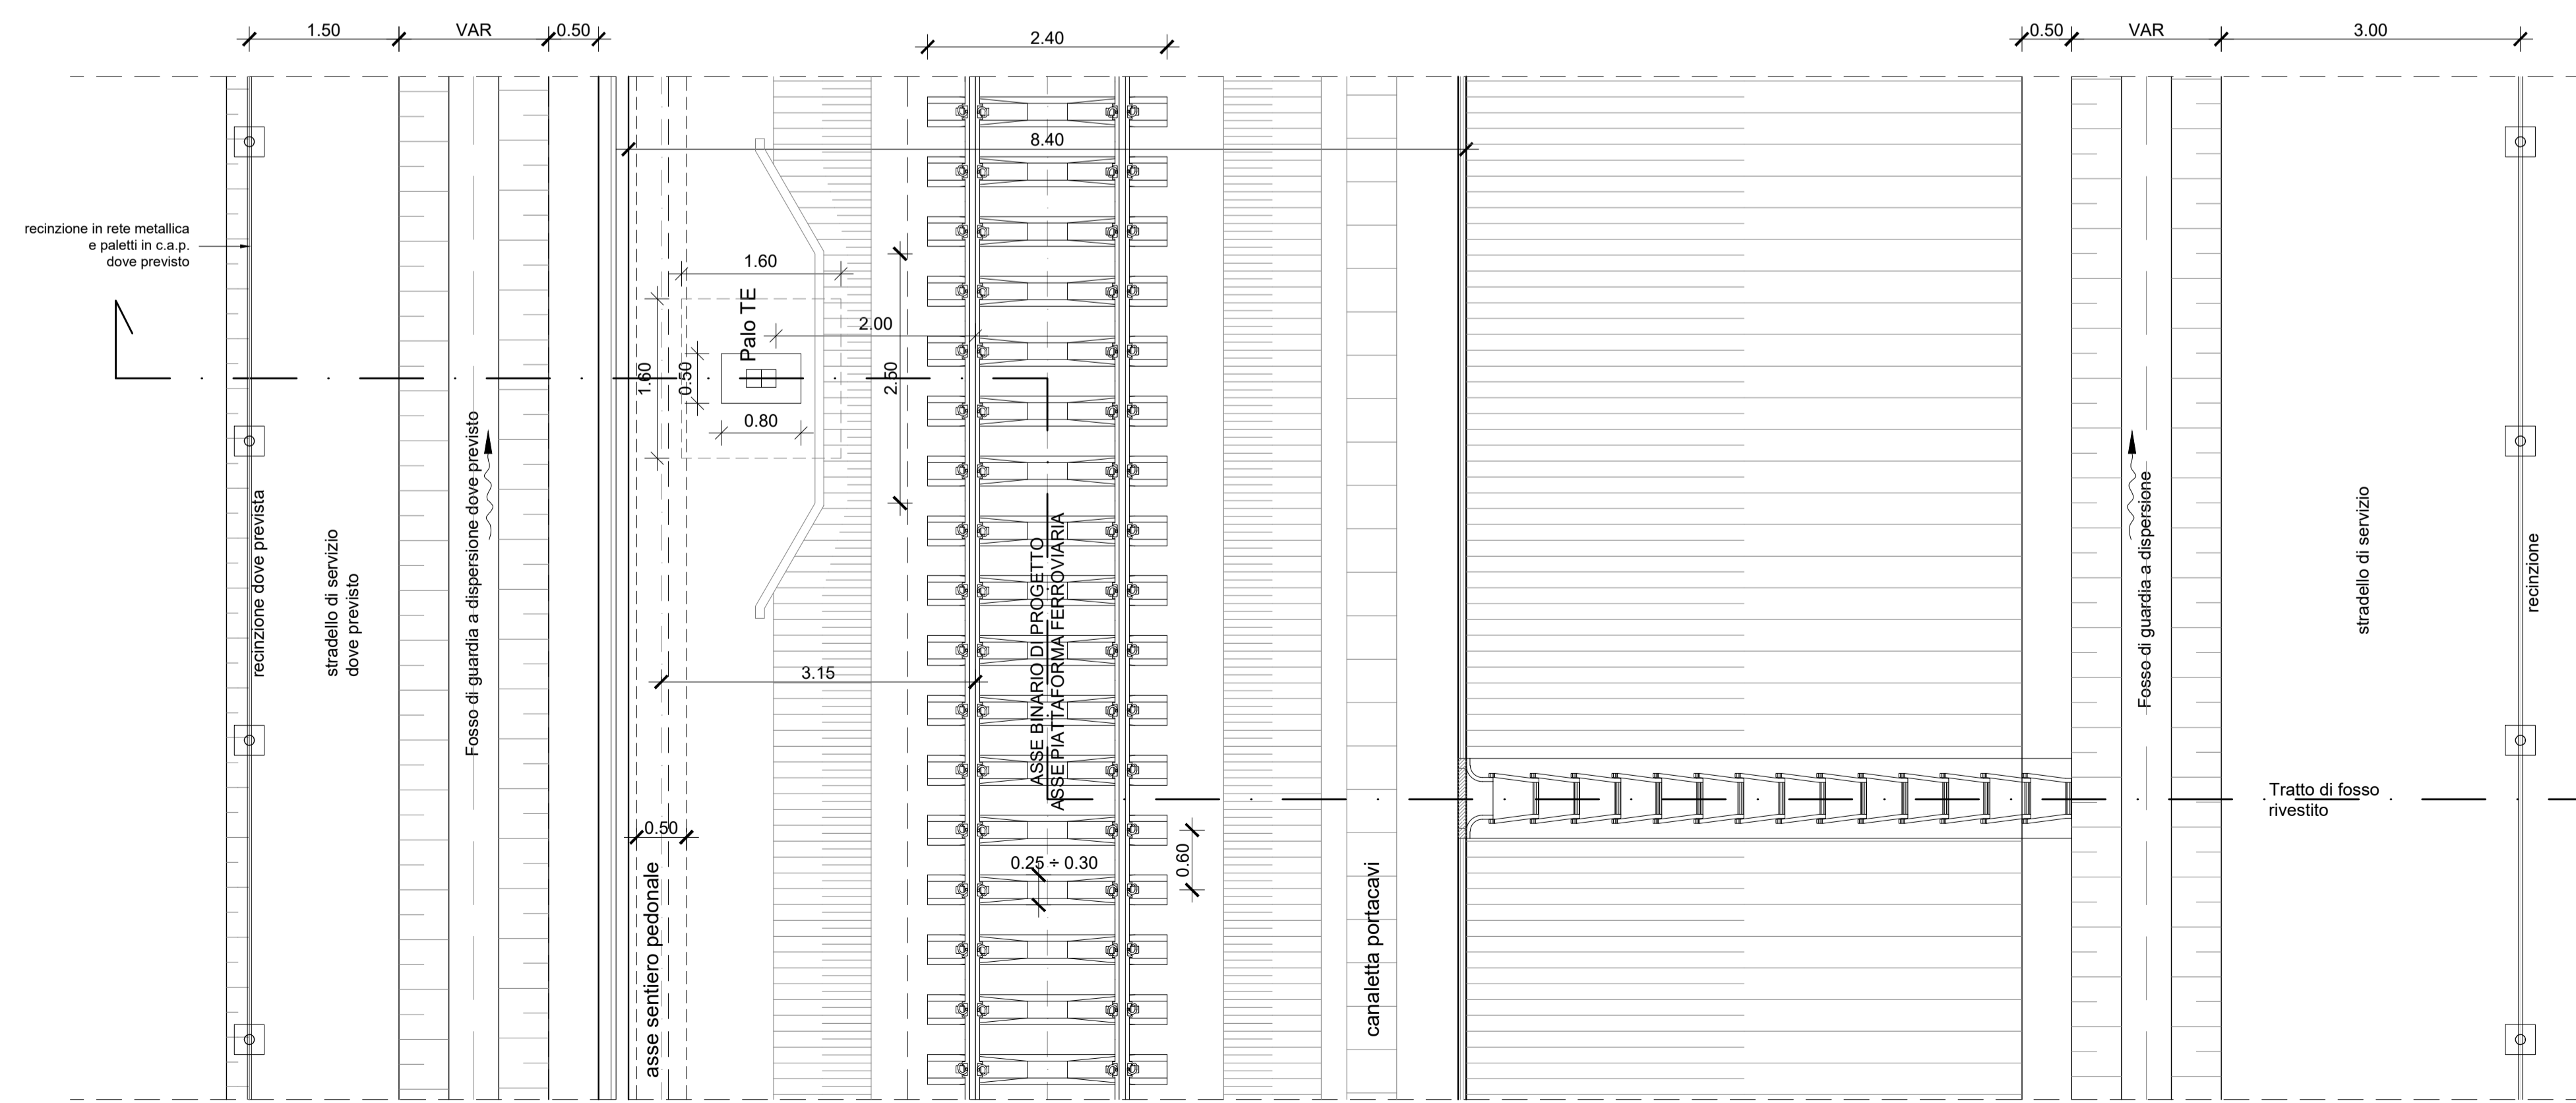 1.50
VAR
0.50
2.40
0.50
VAR
3.00
8.40
recinzione in rete metallica
e paletti in c.a.p.
dove previsto
1.60
Palo TE
2.00
1.60
0.50
2.50
0.80
recinzione dove prevista
stradello di servizio
dove previsto
Fosso di guardia a dispersione dove previsto
3.15
ASSE BINARIO DI PROGETTO
ASSE PIATTAFORMA FERROVIARIA
Fosso di guardia a dispersione
stradello di servizio
recinzione
Tratto di fosso
rivestito
0.50
0.25 ÷ 0.30
0.60
asse sentiero pedonale
canaletta portacavi